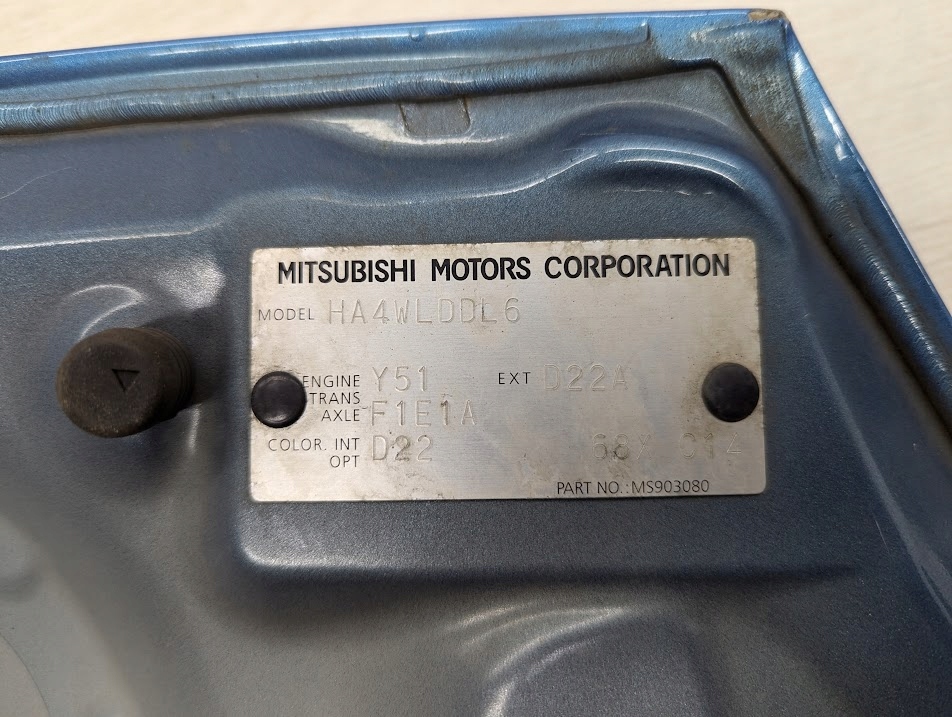 MITSUBISHI MOTORS CORPORATION
MODEL HA4WLDDL6
ENGINE Y51 EXT D22A
TRANS
AXLE F1E1A
COLOR. INT D22
OPT
PART NO.: MS903080